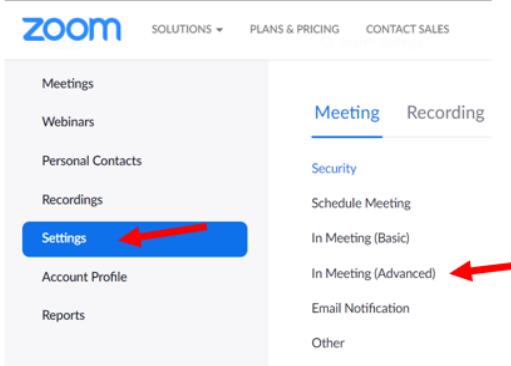 zoom SOLUTIONS PLANS & PRICING CONTACT SALES
Meetings
Webinars
Personal Contacts
Recordings
Settings
Account Profile
Reports
Meeting Recording
Security
Schedule Meeting
In Meeting (Basic)
In Meeting (Advanced)
Email Notification
Other